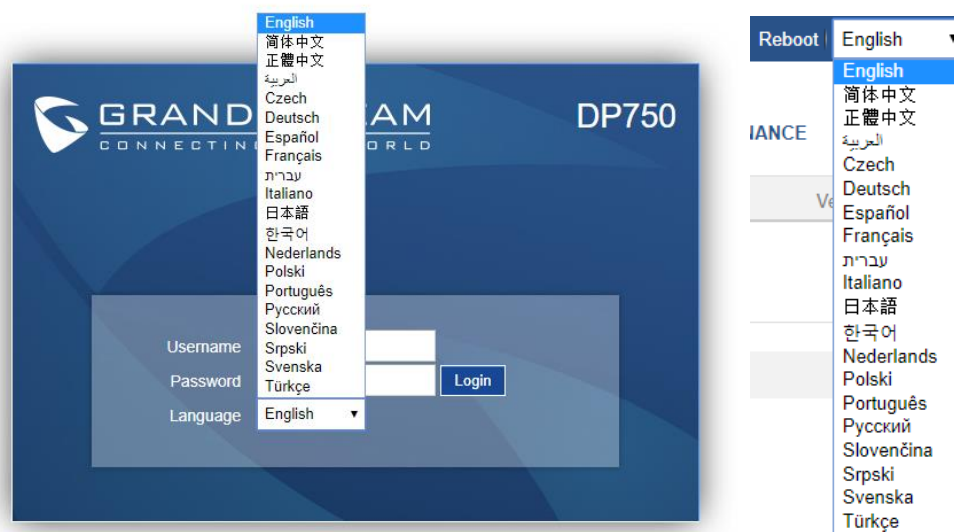 English
简体中文
正體中文
العربية
Czech
Deutsch
Español
Français
עברית
Italiano
日本語
한국어
Nederlands
Polski
Português
Русский
Slovenčina
Srpski
Svenska
Türkçe
GRAND AM
CONNECTIN ORLD
DP750
Username
Password
Login
Language English
Reboot English
English
简体中文
正體中文
العربية
Czech
Deutsch
Español
Français
עברית
Italiano
日本語
한국어
Nederlands
Polski
Português
Русский
Slovenčina
Srpski
Svenska
Türkçe
NANCE
Ve